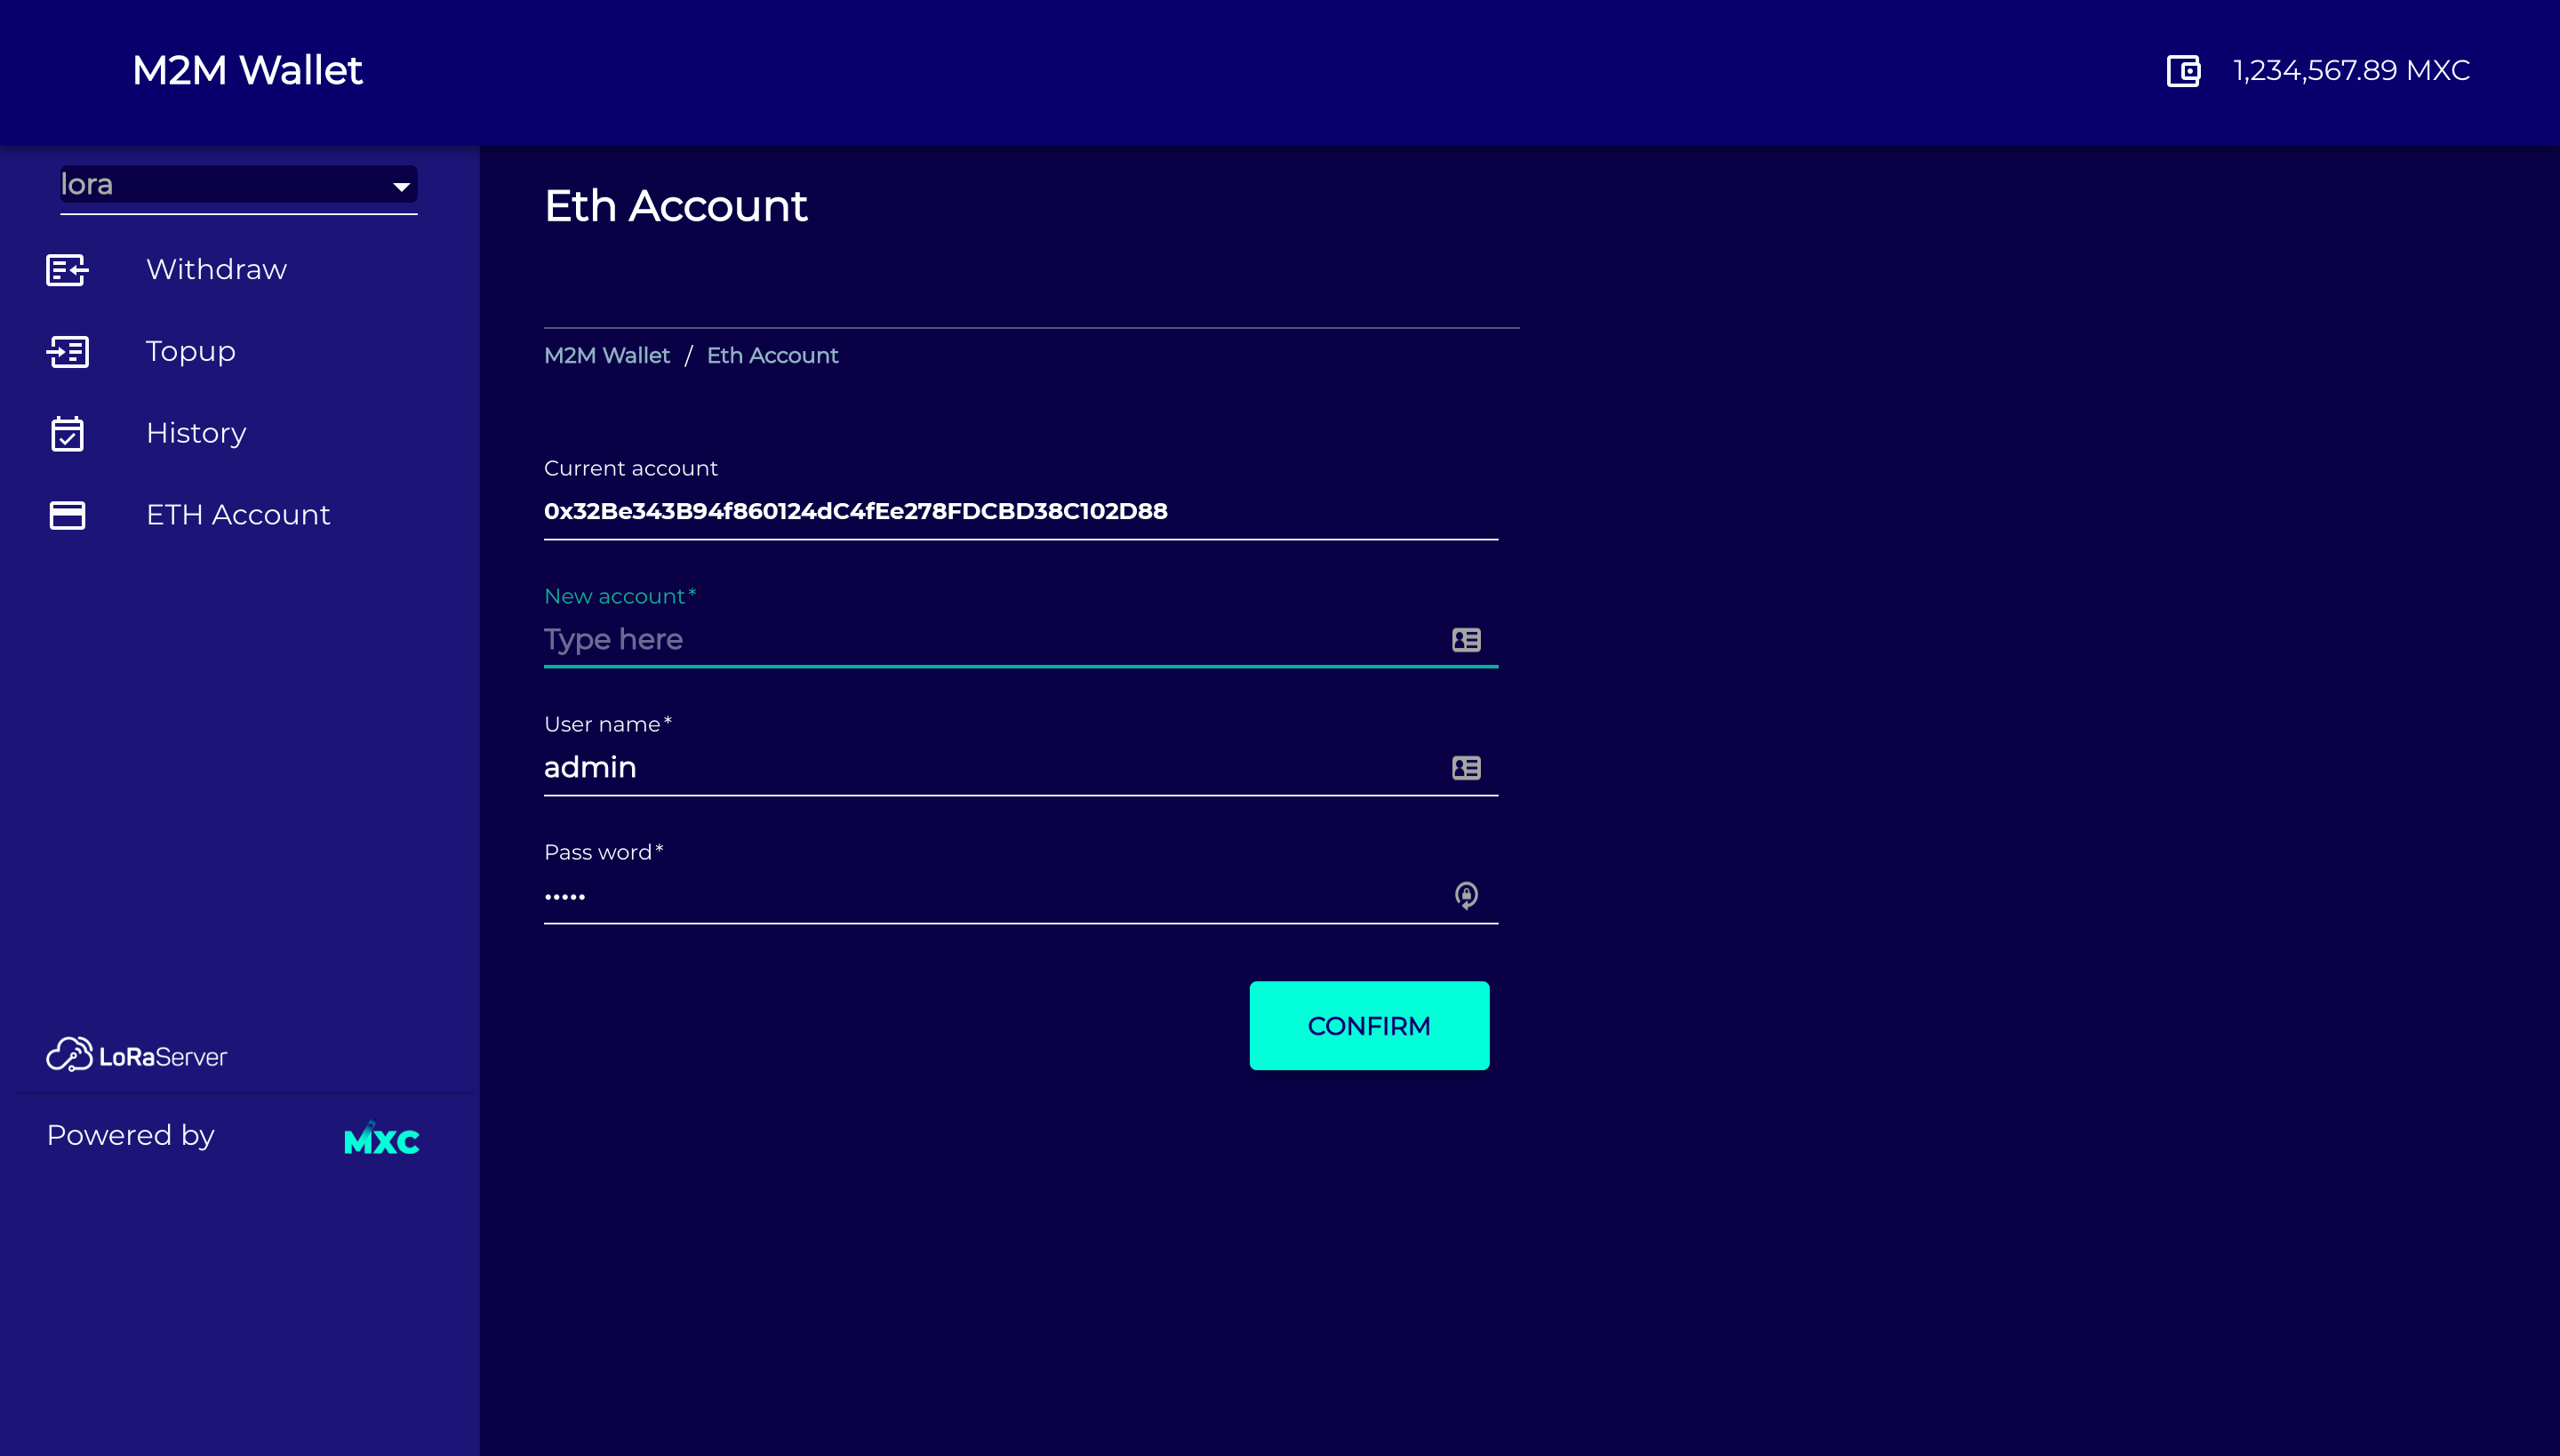 M2M Wallet
1,234,567.89 MXC
lora
Withdraw
Topup
History
ETH Account
LoRaServer
Powered by MXC
Eth Account
M2M Wallet / Eth Account
Current account
0x32Be343B94f860124dC4fEe278FDCBD38C102D88
New account *
Type here
User name *
admin
Pass word *
•••••
CONFIRM